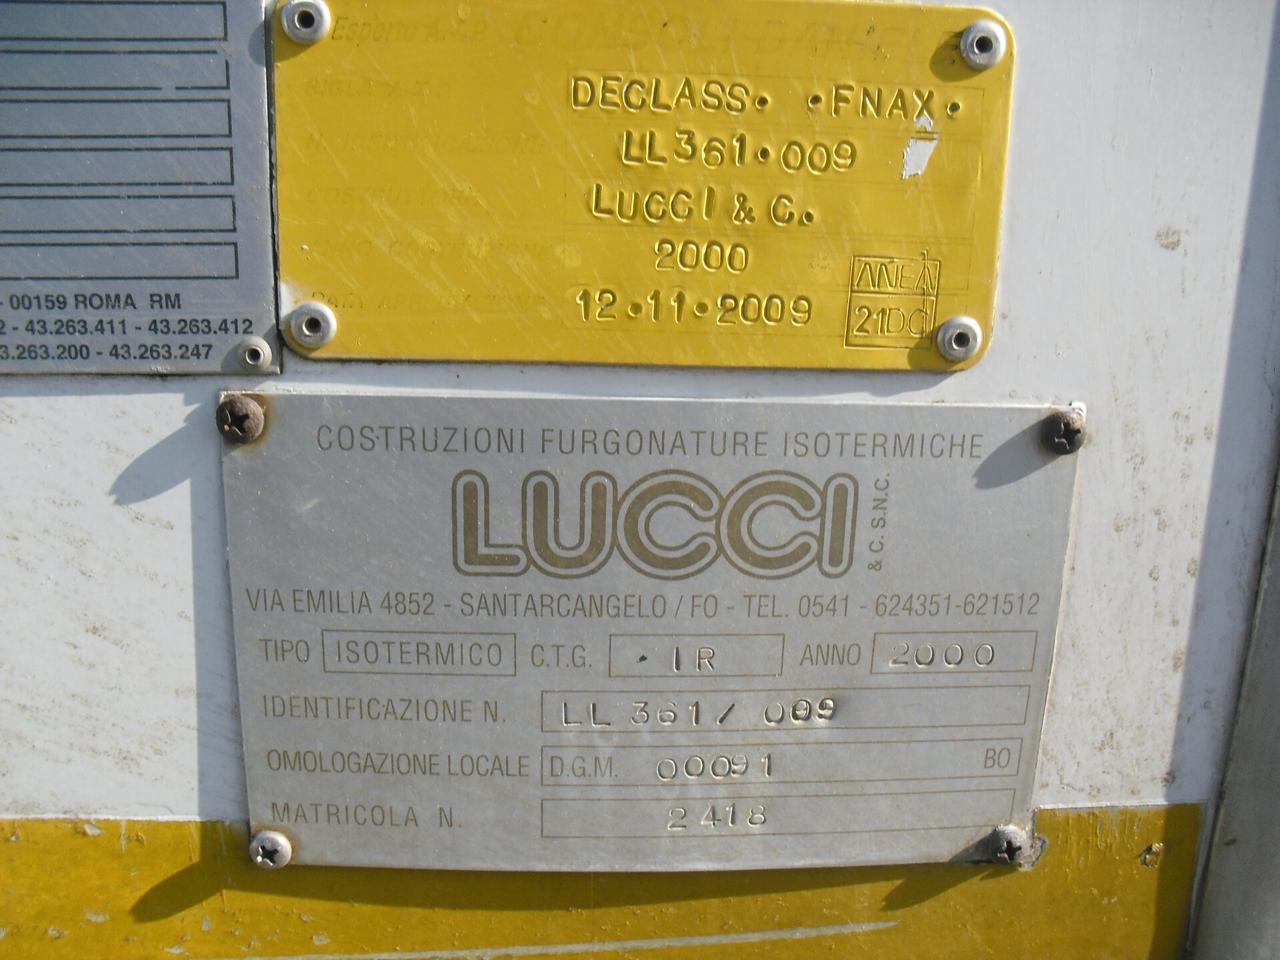 - 00159 ROMA RM
2 - 43.263.411 - 43.263.412
3.263.200 - 43.263.247
Esperto
DECLASS. .FNAX.
LL361.009
LUCCI & C.
2000
12.11.2009
21DC
COSTRUZIONI FURGONATURE ISOTERMICHE
LUCCI & C. S.N.C.
VIA EMILIA 4852 - SANTARCANGELO / FO - TEL. 0541 - 624351-621512
TIPO ISOTERMICO C.T.G. . IR ANNO 2000
IDENTIFICAZIONE N. LL 361/ 009
OMOLOGAZIONE LOCALE D.G.M. 00091 BO
MATRICOLA N. 2418